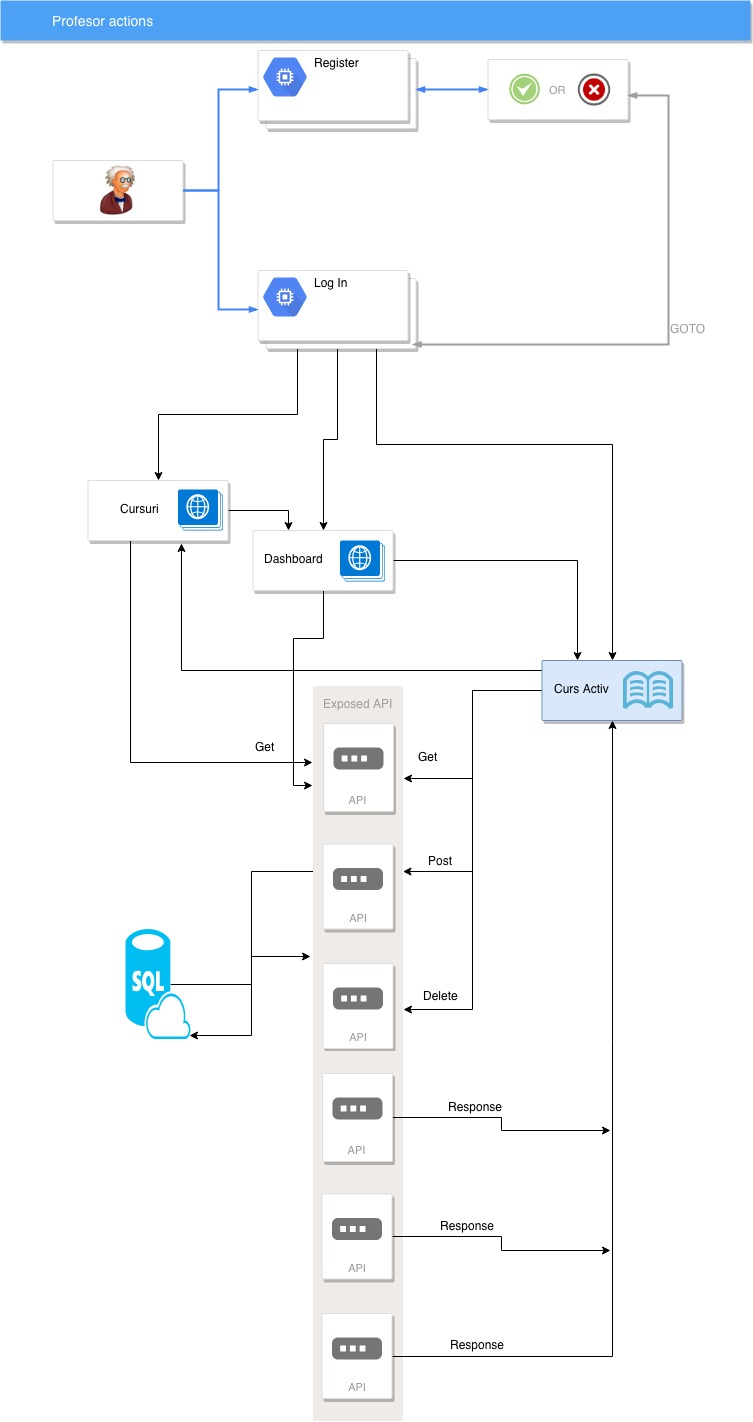 Profesor actions
Register
OR
Log In
GOTO
Cursuri
Dashboard
Curs Activ
Exposed API
Get
Get
API
Post
API
SQL
Delete
API
Response
API
Response
API
Response
API